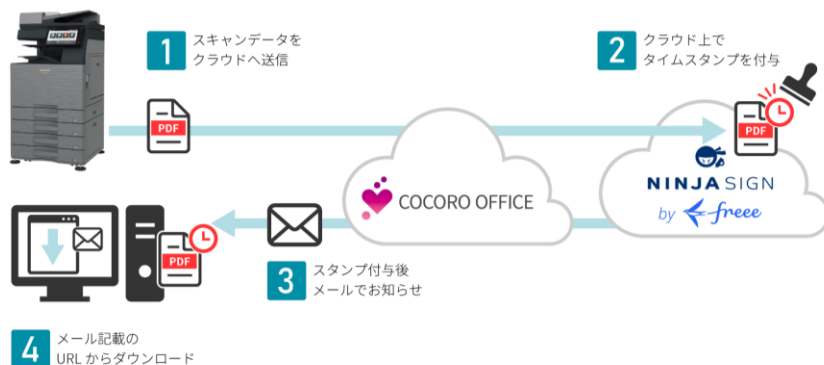 1
スキャンデータを
クラウドへ送信
2
クラウド上で
タイムスタンプを付与
PDF
PDF
COCORO OFFICE
NINJA SIGN
by freee
PDF
3
スタンプ付与後
メールでお知らせ
4
メール記載の
URL からダウンロード